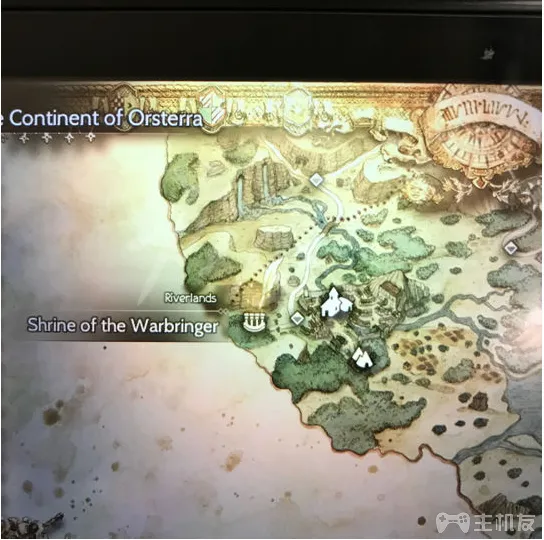 e Continent of Orsterra
Riverlands
Shrine of the Warbringer
主机友